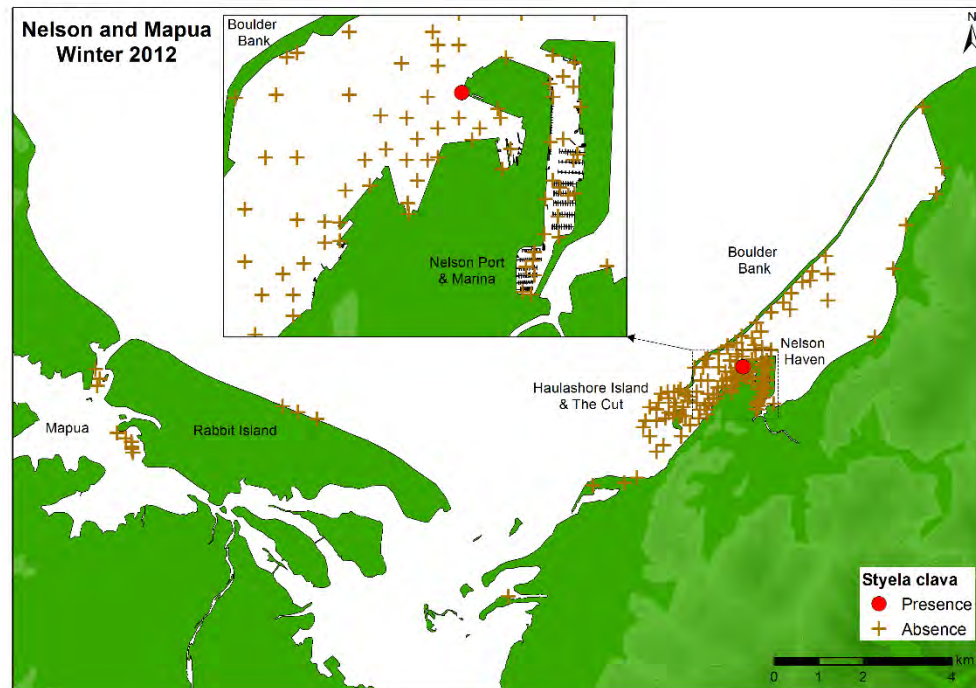 Nelson and Mapua
Winter 2012
Boulder
Bank
Nelson Port
& Marina
N
Boulder
Bank
Nelson
Haven
Haulashore Island
& The Cut
Mapua
Rabbit Island
Styela clava
Presence
Absence
km
0 1 2 4